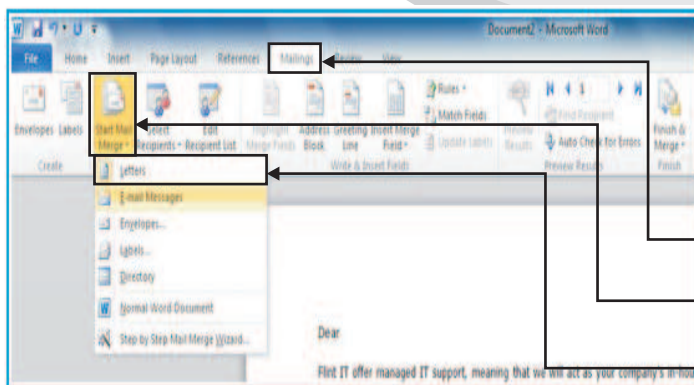 Document2 - Microsoft Word
File Home Insert Page Layout References Mailings Review View
Envelopes Labels
Start Mail Merge
Select Recipients
Edit Recipient List
Highlight Merge Fields
Address Block
Greeting Line
Insert Merge Field
Rules
Match Fields
Update Labels
Preview Results
1
Find Recipient
Auto Check for Errors
Finish & Merge
Create
Write & Insert Fields
Preview Results
Finish
Letters
E-mail Messages
Envelopes...
Labels...
Directory
Normal Word Document
Step by Step Mail Merge Wizard...
Dear
Flint IT offer managed IT support, meaning that we will act as your company's in-hou